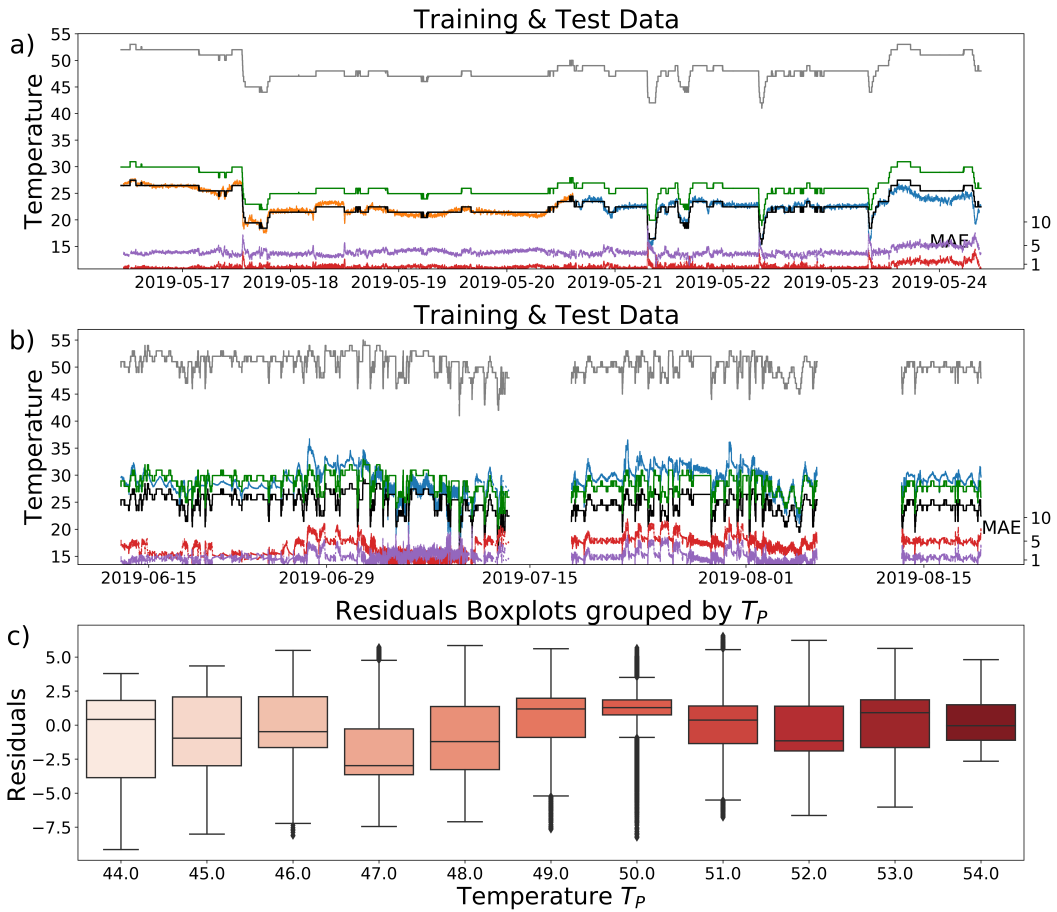 Training & Test Data
a)
Temperature
55
50
45
40
35
30
25
20
15
10
5
1
MAE
2019-05-17 2019-05-18 2019-05-19 2019-05-20 2019-05-21 2019-05-22 2019-05-23 2019-05-24
Training & Test Data
b)
Temperature
55
50
45
40
35
30
25
20
15
10
5
1
MAE
2019-06-15 2019-06-29 2019-07-15 2019-08-01 2019-08-15
Residuals Boxplots grouped by T_P
c)
Residuals
5.0
2.5
0.0
−2.5
−5.0
−7.5
44.0 45.0 46.0 47.0 48.0 49.0 50.0 51.0 52.0 53.0 54.0
Temperature T_P